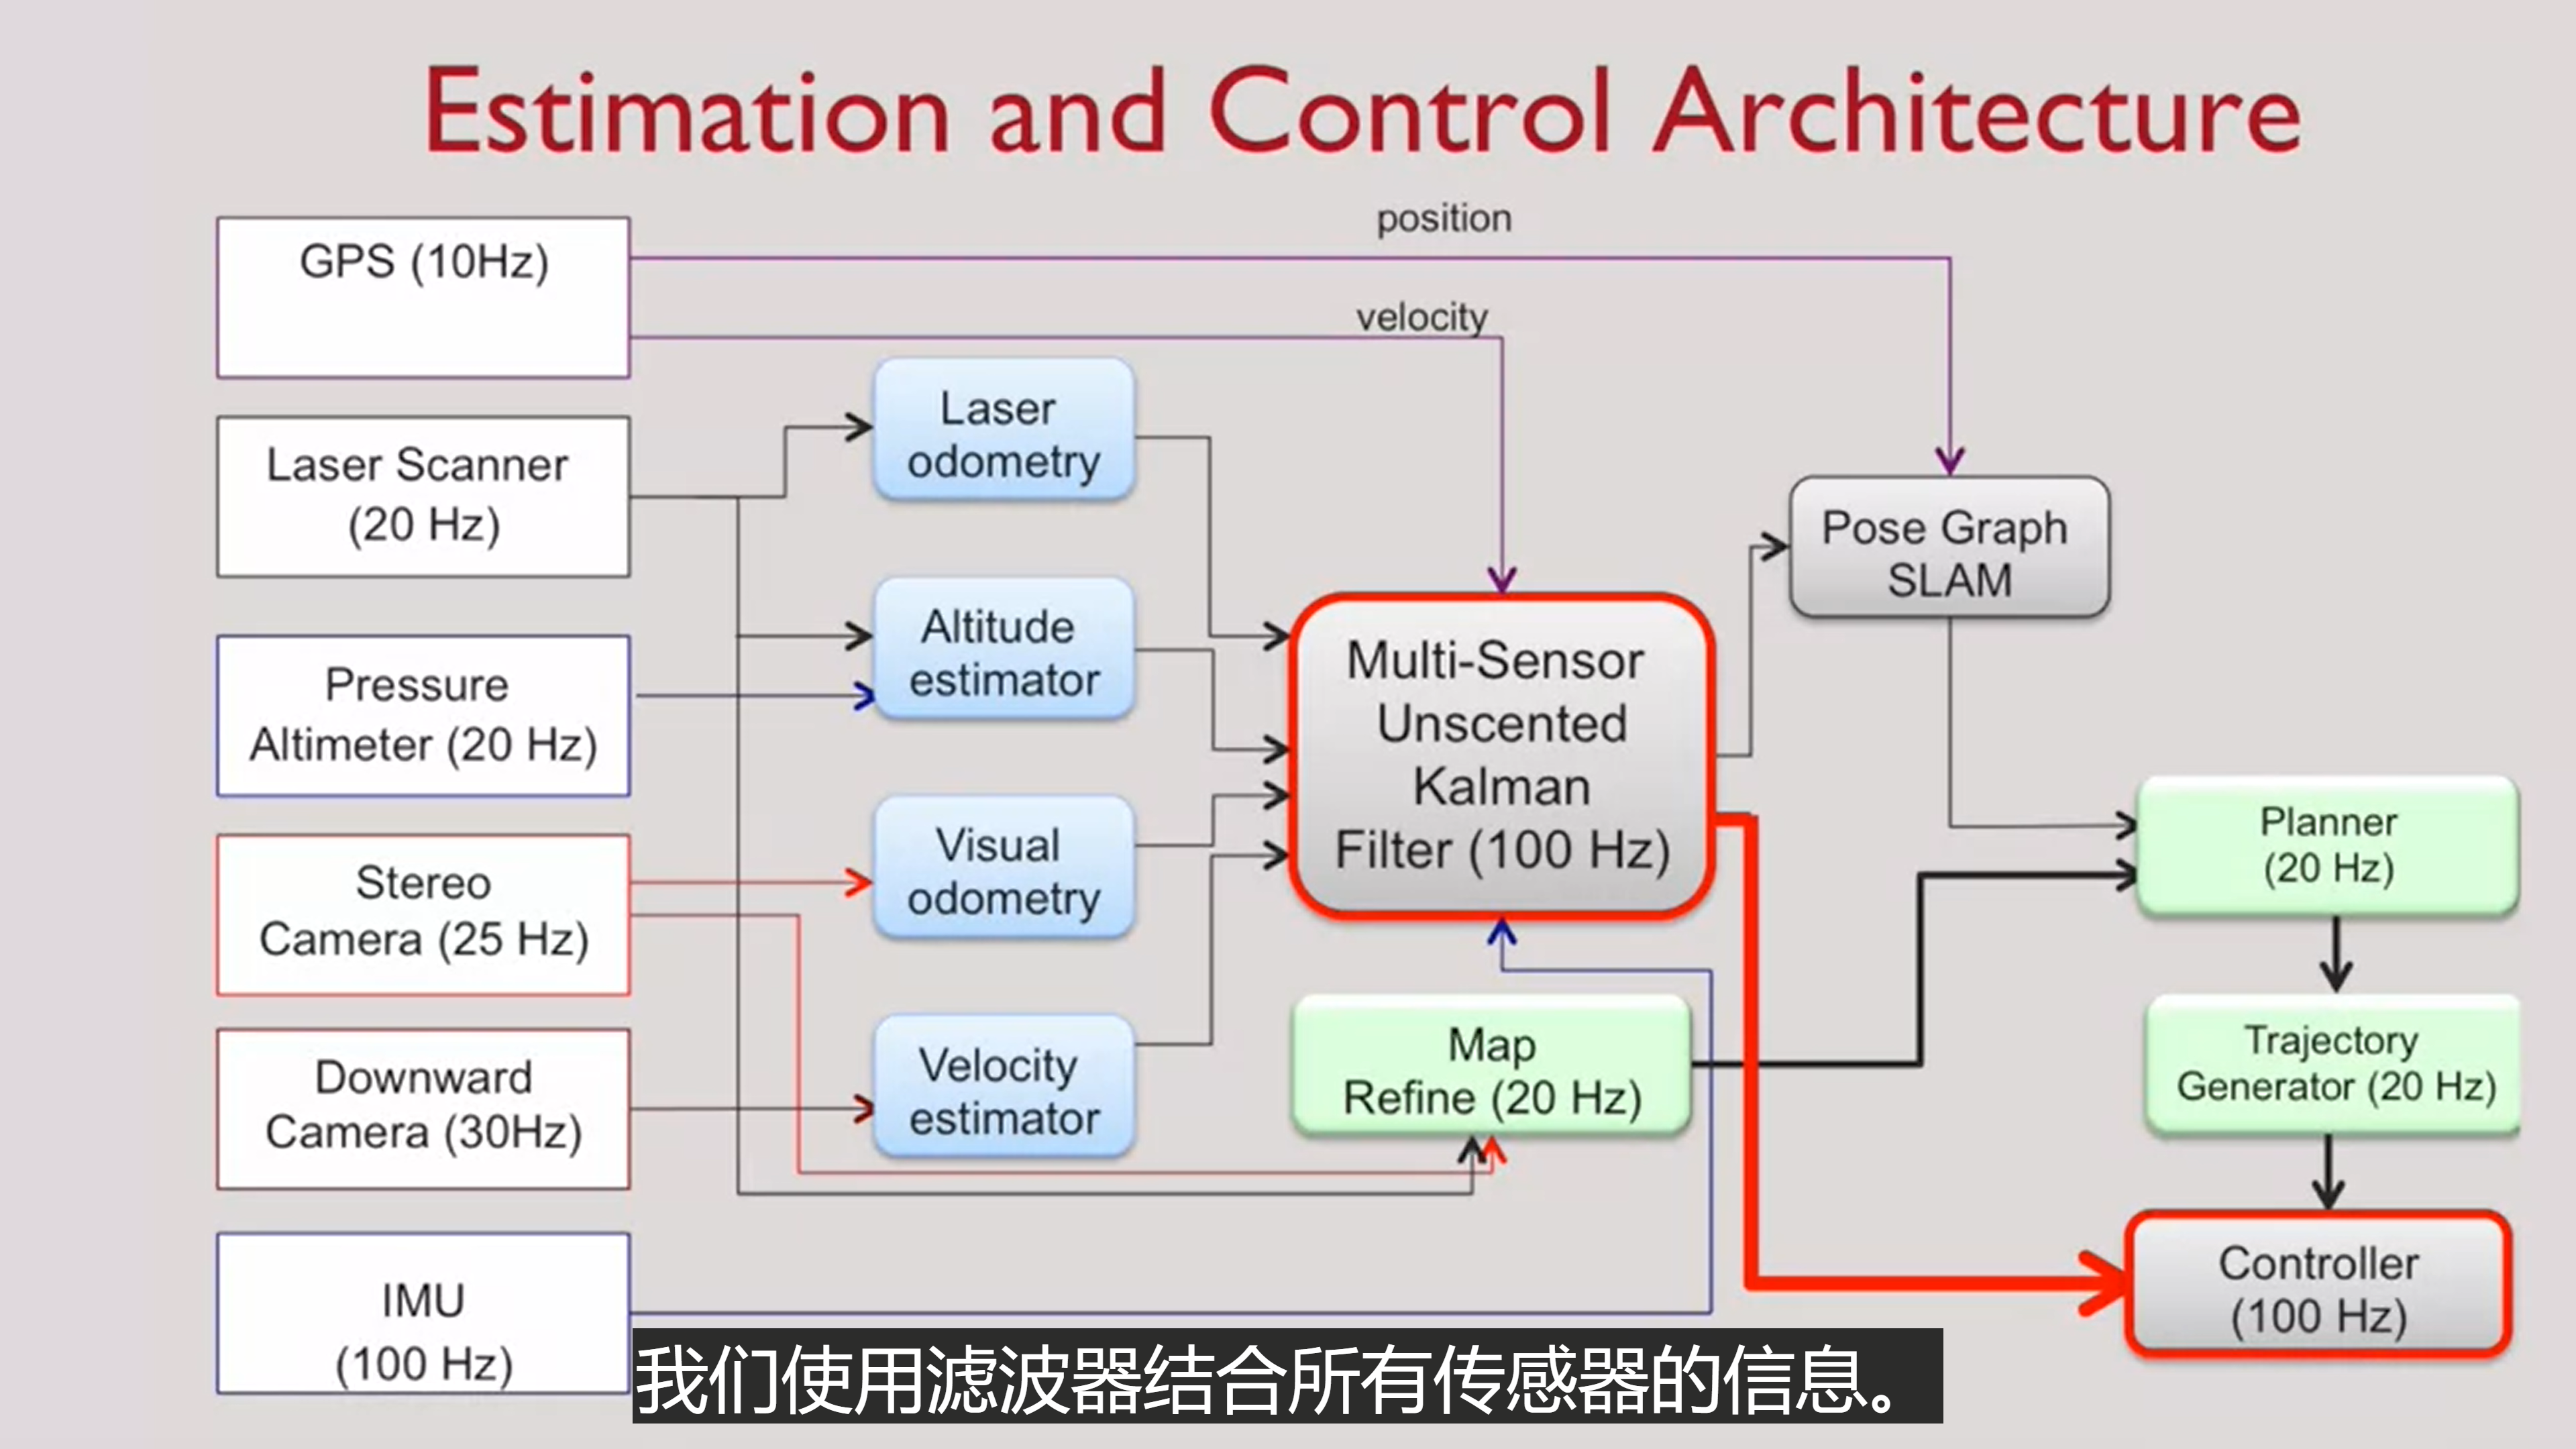 Estimation and Control Architecture
position
GPS (10Hz)
velocity
Laser Scanner
(20 Hz)
Laser
odometry
Pressure
Altimeter (20 Hz)
Altitude
estimator
Stereo
Camera (25 Hz)
Visual
odometry
Downward
Camera (30Hz)
Velocity
estimator
IMU
(100 Hz)
Multi-Sensor
Unscented
Kalman
Filter (100 Hz)
Map
Refine (20 Hz)
Pose Graph
SLAM
Planner
(20 Hz)
Trajectory
Generator (20 Hz)
Controller
(100 Hz)
我们使用滤波器结合所有传感器的信息。